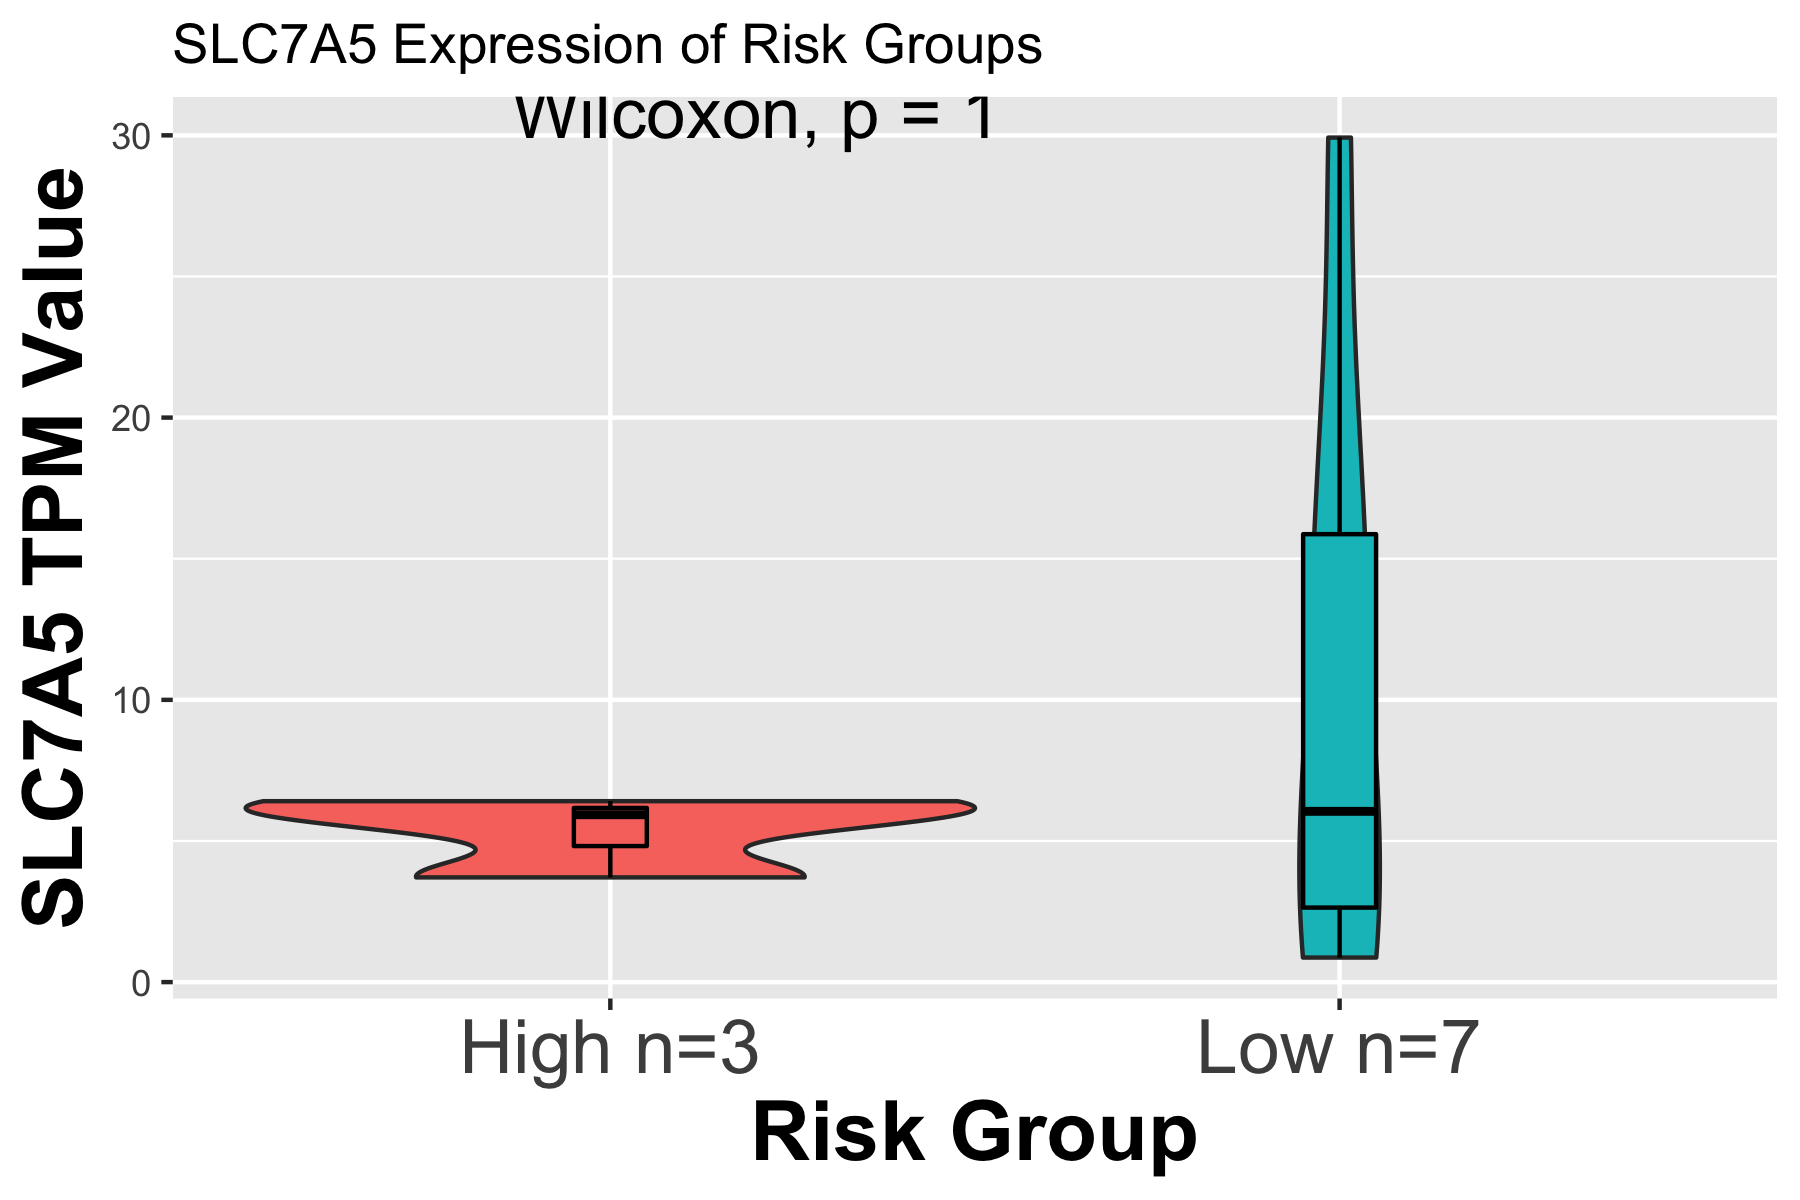 SLC7A5 Expression of Risk Groups
Wilcoxon, p = 1
30
20
10
0
SLC7A5 TPM Value
High n=3
Low n=7
Risk Group